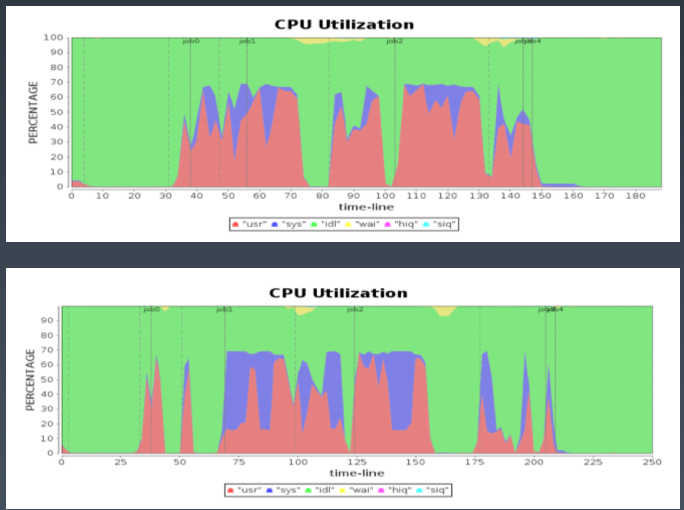 CPU Utilization
100
90
80
70
60
50
40
30
20
10
0
PERCENTAGE
job0 job1 job2
0 10 20 30 40 50 60 70 80 90 100 110 120 130 140 150 160 170 180
time-line
"usr" "sys" "idl" "wai" "hiq" "siq"
CPU Utilization
90
80
70
60
50
40
30
20
10
0
PERCENTAGE
job0 job1 job2
0 25 50 75 100 125 150 175 200 225 250
time-line
"usr" "sys" "idl" "wai" "hiq" "siq"